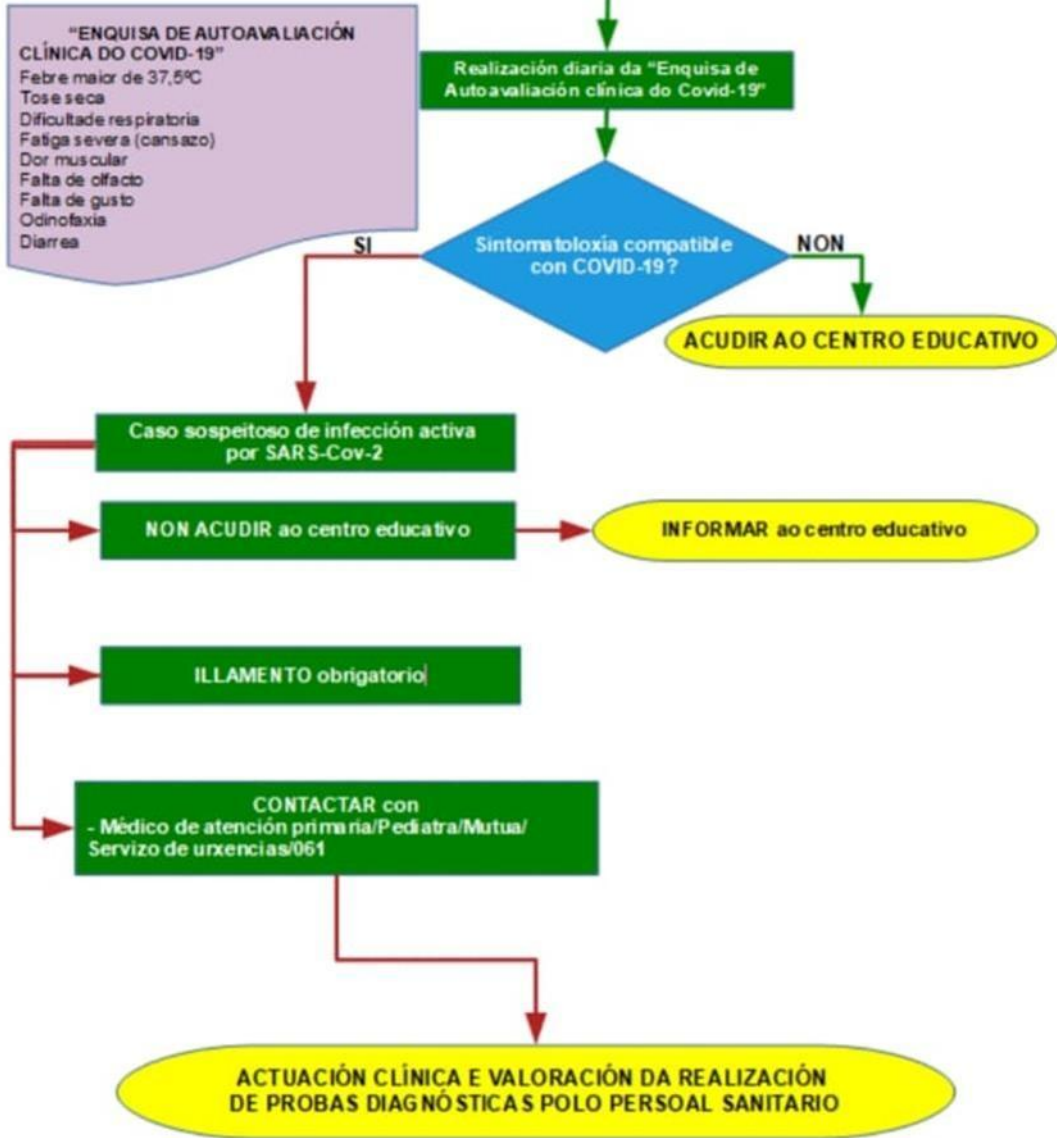 "ENQUISA DE AUTOAVALIACIÓN
CLÍNICA DO COVID-19"
Febre maior de 37,5ºC
Tose seca
Dificultade respiratoria
Fatiga severa (cansazo)
Dor muscular
Falta de olfacto
Falta de gusto
Odinofaxia
Diarrea
Realización diaria da "Enquisa de
Autoavaliación clínica do Covid-19"
Sintomatoloxía compatible
con COVID-19?
SI
NON
ACUDIR AO CENTRO EDUCATIVO
Caso sospeitoso de infección activa
por SARS-Cov-2
NON ACUDIR ao centro educativo
INFORMAR ao centro educativo
ILLAMENTO obrigatorio
CONTACTAR con
- Médico de atención primaria/Pediatra/Mutua/
Servizo de urxencias/061
ACTUACIÓN CLÍNICA E VALORACIÓN DA REALIZACIÓN
DE PROBAS DIAGNÓSTICAS POLO PERSOAL SANITARIO